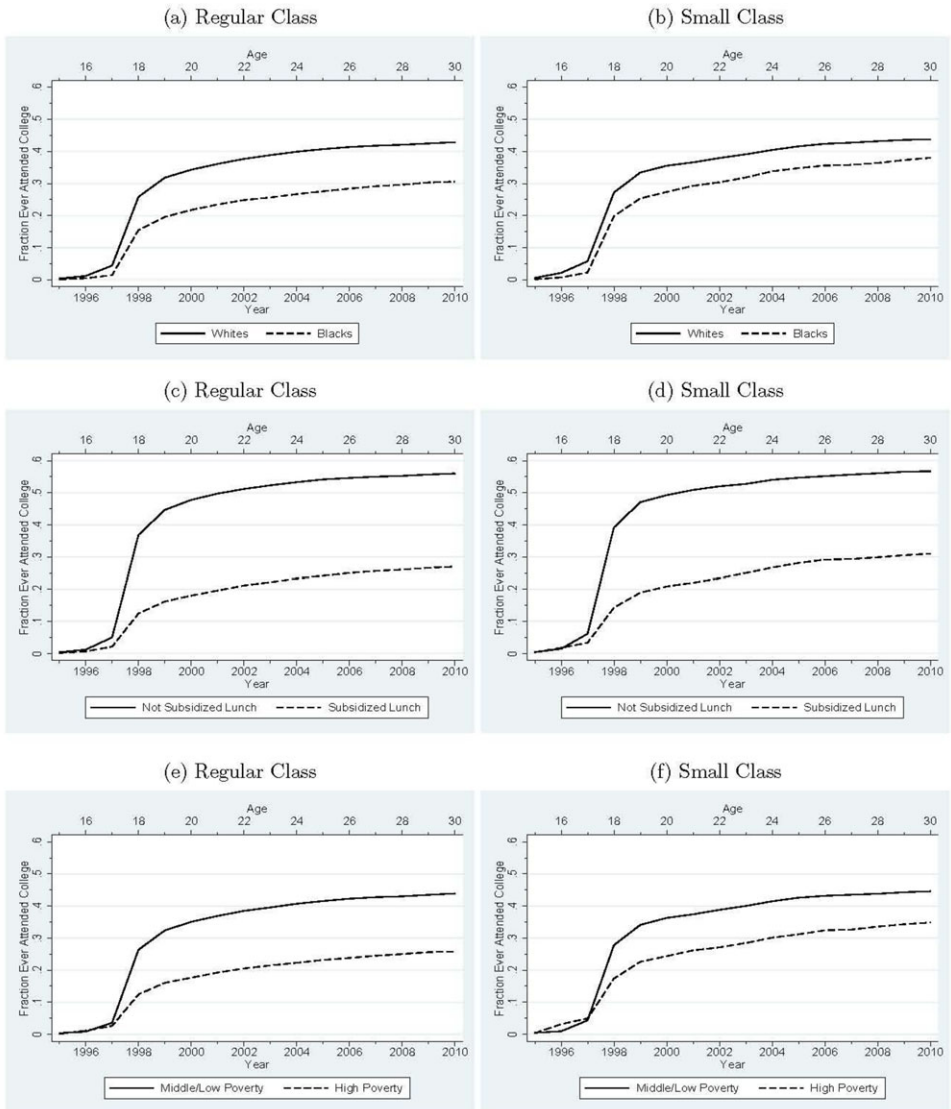 (a) Regular Class
Age
16 18 20 22 24 26 28 30
Fraction Ever Attended College
0 .1 .2 .3 .4 .5 .6
1996 1998 2000 2002 2004 2006 2008 2010
Year
Whites Blacks
(b) Small Class
Age
16 18 20 22 24 26 28 30
Fraction Ever Attended College
0 .1 .2 .3 .4 .5 .6
1996 1998 2000 2002 2004 2006 2008 2010
Year
Whites Blacks
(c) Regular Class
Age
16 18 20 22 24 26 28 30
Fraction Ever Attended College
0 .1 .2 .3 .4 .5 .6
1996 1998 2000 2002 2004 2006 2008 2010
Year
Not Subsidized Lunch Subsidized Lunch
(d) Small Class
Age
16 18 20 22 24 26 28 30
Fraction Ever Attended College
0 .1 .2 .3 .4 .5 .6
1996 1998 2000 2002 2004 2006 2008 2010
Year
Not Subsidized Lunch Subsidized Lunch
(e) Regular Class
Age
16 18 20 22 24 26 28 30
Fraction Ever Attended College
0 .1 .2 .3 .4 .5 .6
1996 1998 2000 2002 2004 2006 2008 2010
Year
Middle/Low Poverty High Poverty
(f) Small Class
Age
16 18 20 22 24 26 28 30
Fraction Ever Attended College
0 .1 .2 .3 .4 .5 .6
1996 1998 2000 2002 2004 2006 2008 2010
Year
Middle/Low Poverty High Poverty